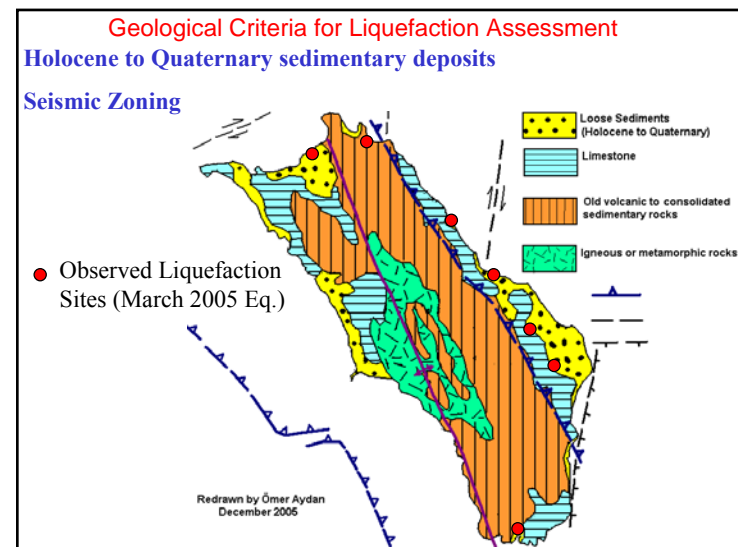 Geological Criteria for Liquefaction Assessment
Holocene to Quaternary sedimentary deposits
Seismic Zoning
Loose Sediments
(Holocene to Quaternary)
Limestone
Old volcanic to consolidated
sedimentary rocks
Igneous or metamorphic rocks
Observed Liquefaction
Sites (March 2005 Eq.)
Redrawn by Ömer Aydan
December 2005